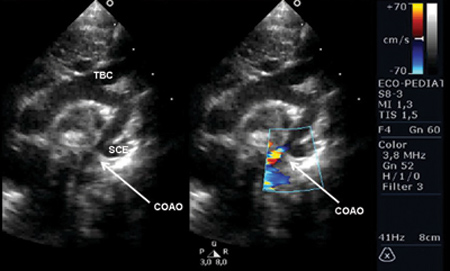 TBC
SCE
COAO
COAO
P R
3,0 8,0
+70
cm/s
-70
ECO-PEDIAT
S8-3
MI 1,3
TIS 1,5
F4 Gn 60
Color
3,8 MHz
Gn 52
H/1/0
Filter 3
41Hz 8cm